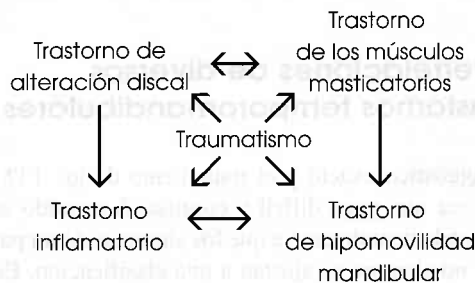 Trastorno de
alteración discal
Trastorno
de los músculos
masticatorios
Traumatismo
Trastorno
inflamatorio
Trastorno
de hipomovilidad
mandibular